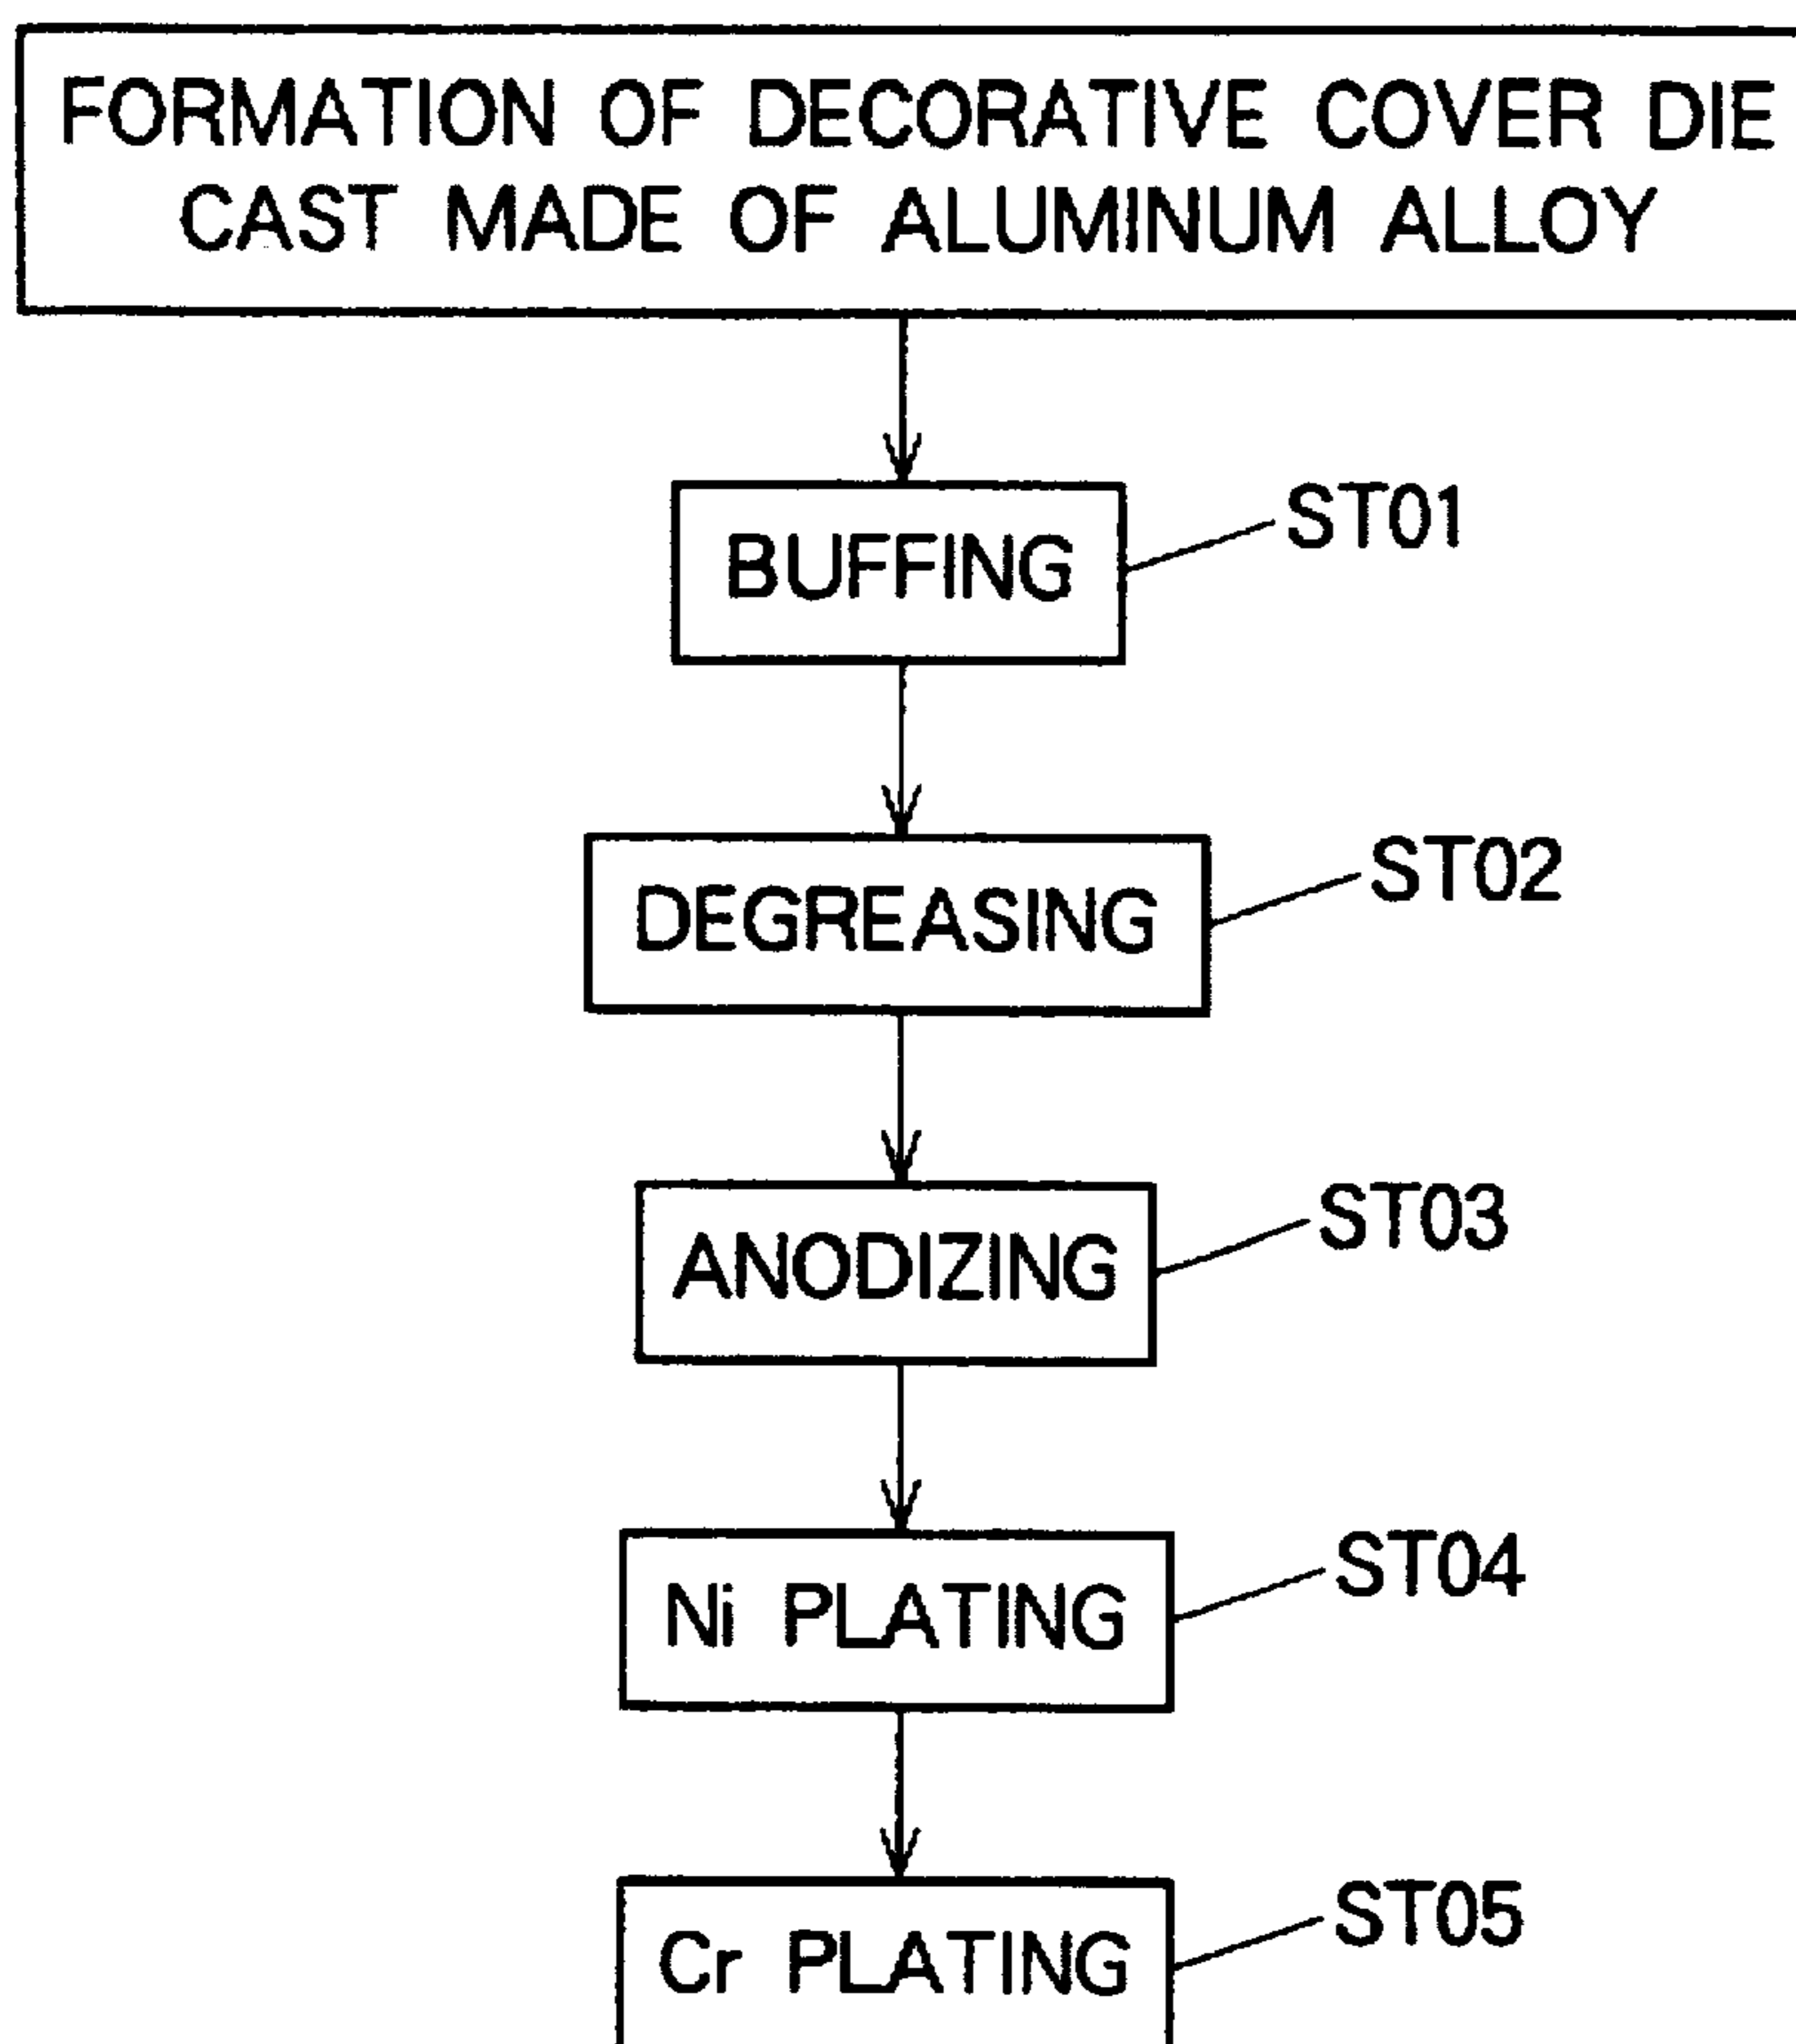 FORMATION OF DECORATIVE COVER DIE
CAST MADE OF ALUMINUM ALLOY
BUFFING
ST01
DEGREASING
ST02
ANODIZING
ST03
Ni PLATING
ST04
Cr PLATING
ST05